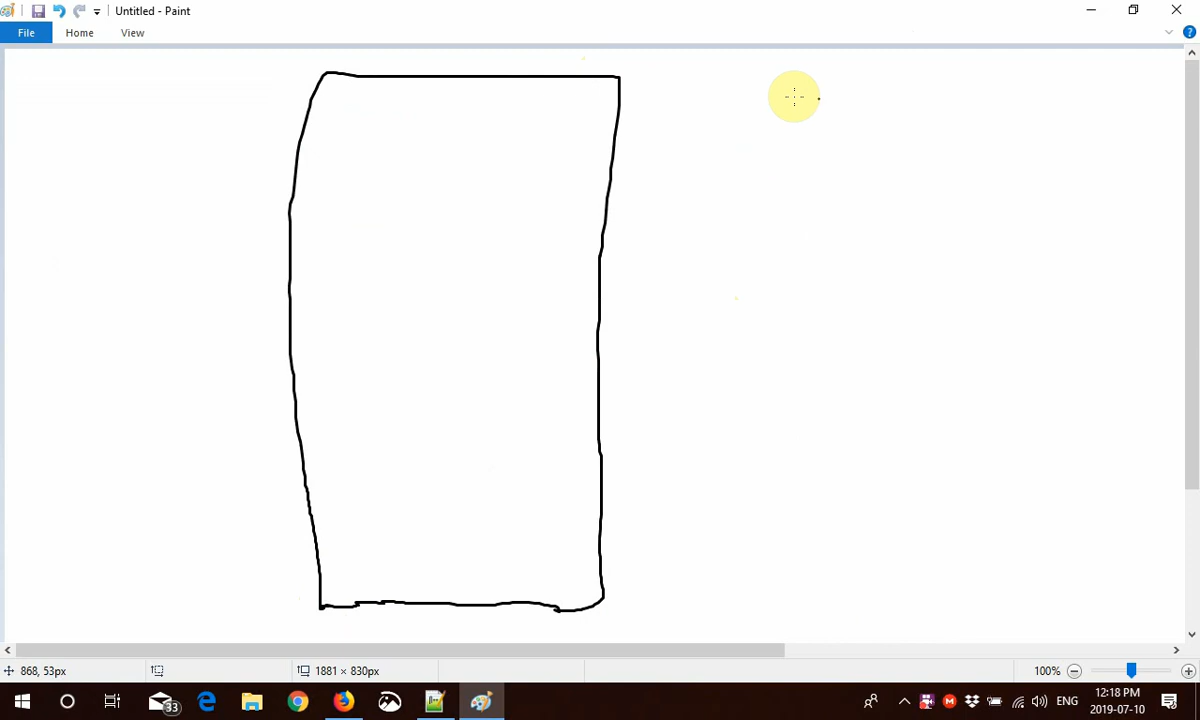 Untitled - Paint
File Home View
868, 53px 1881 × 830px 100%
33 ENG 12:18 PM
2019-07-10